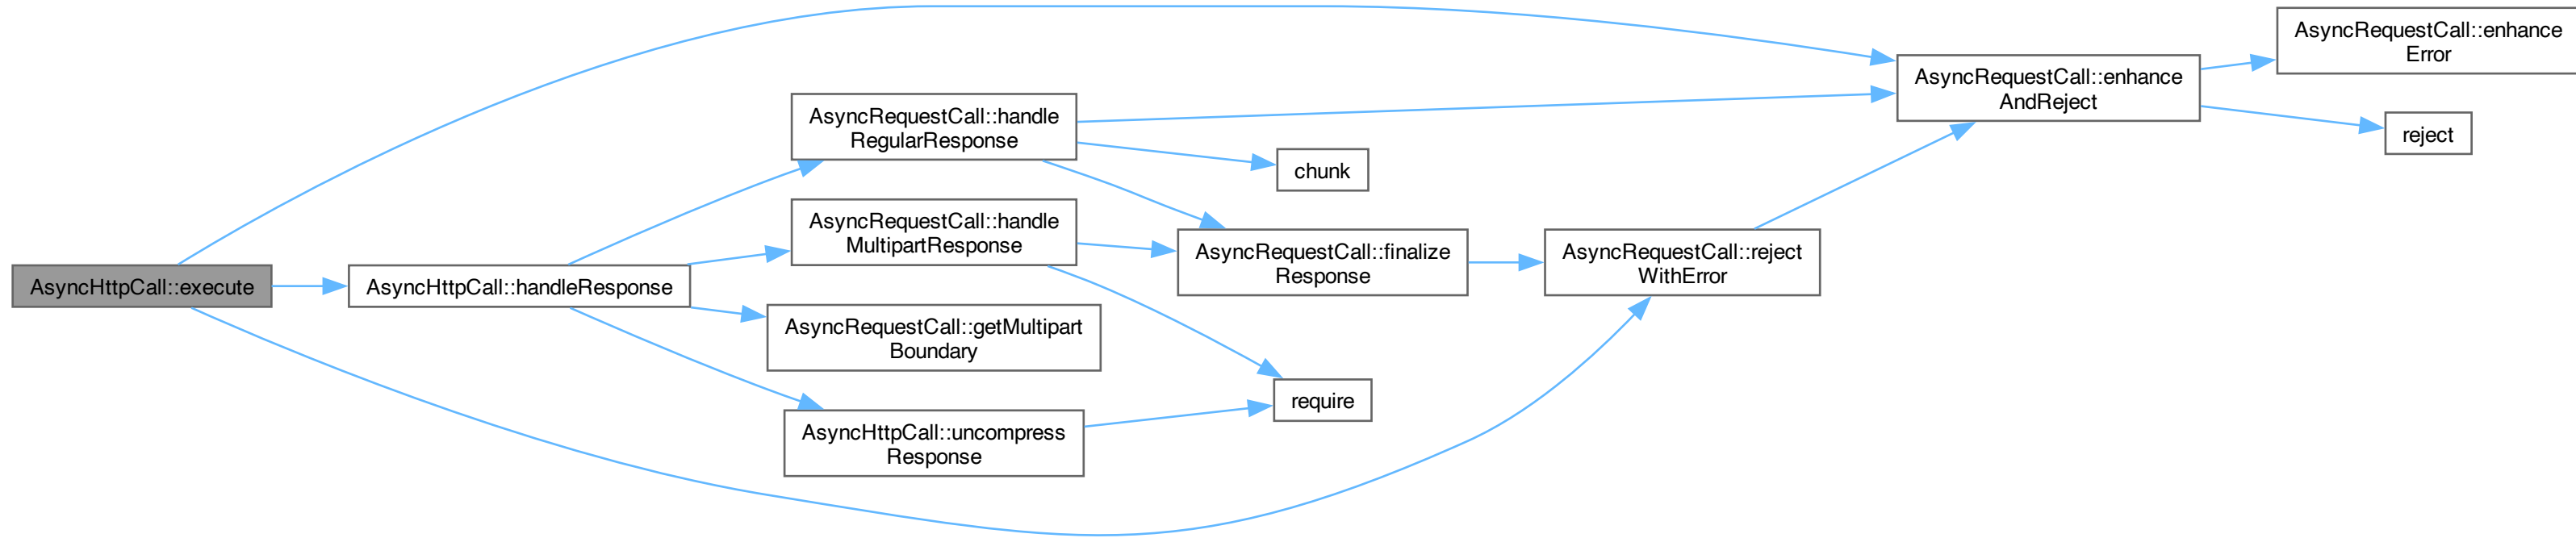 AsyncHttpCall::execute
AsyncHttpCall::handleResponse
AsyncRequestCall::handle
RegularResponse
AsyncRequestCall::handle
MultipartResponse
AsyncRequestCall::getMultipart
Boundary
AsyncHttpCall::uncompress
Response
chunk
AsyncRequestCall::finalize
Response
require
AsyncRequestCall::reject
WithError
AsyncRequestCall::enhance
AndReject
AsyncRequestCall::enhance
Error
reject